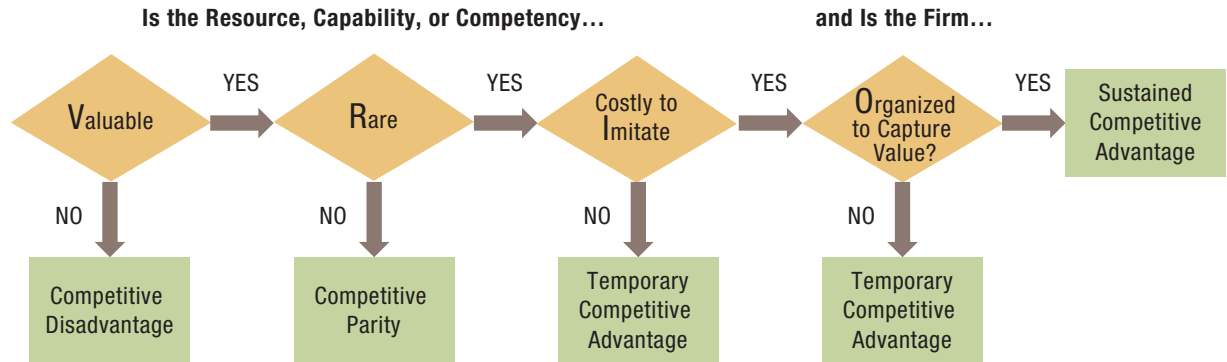 Is the Resource, Capability, or Competency… and Is the Firm…
Valuable
YES
Rare
YES
Costly to
Imitate
YES
Organized
to Capture
Value?
YES
Sustained
Competitive
Advantage
NO
NO
NO
NO
Competitive
Disadvantage
Competitive
Parity
Temporary
Competitive
Advantage
Temporary
Competitive
Advantage